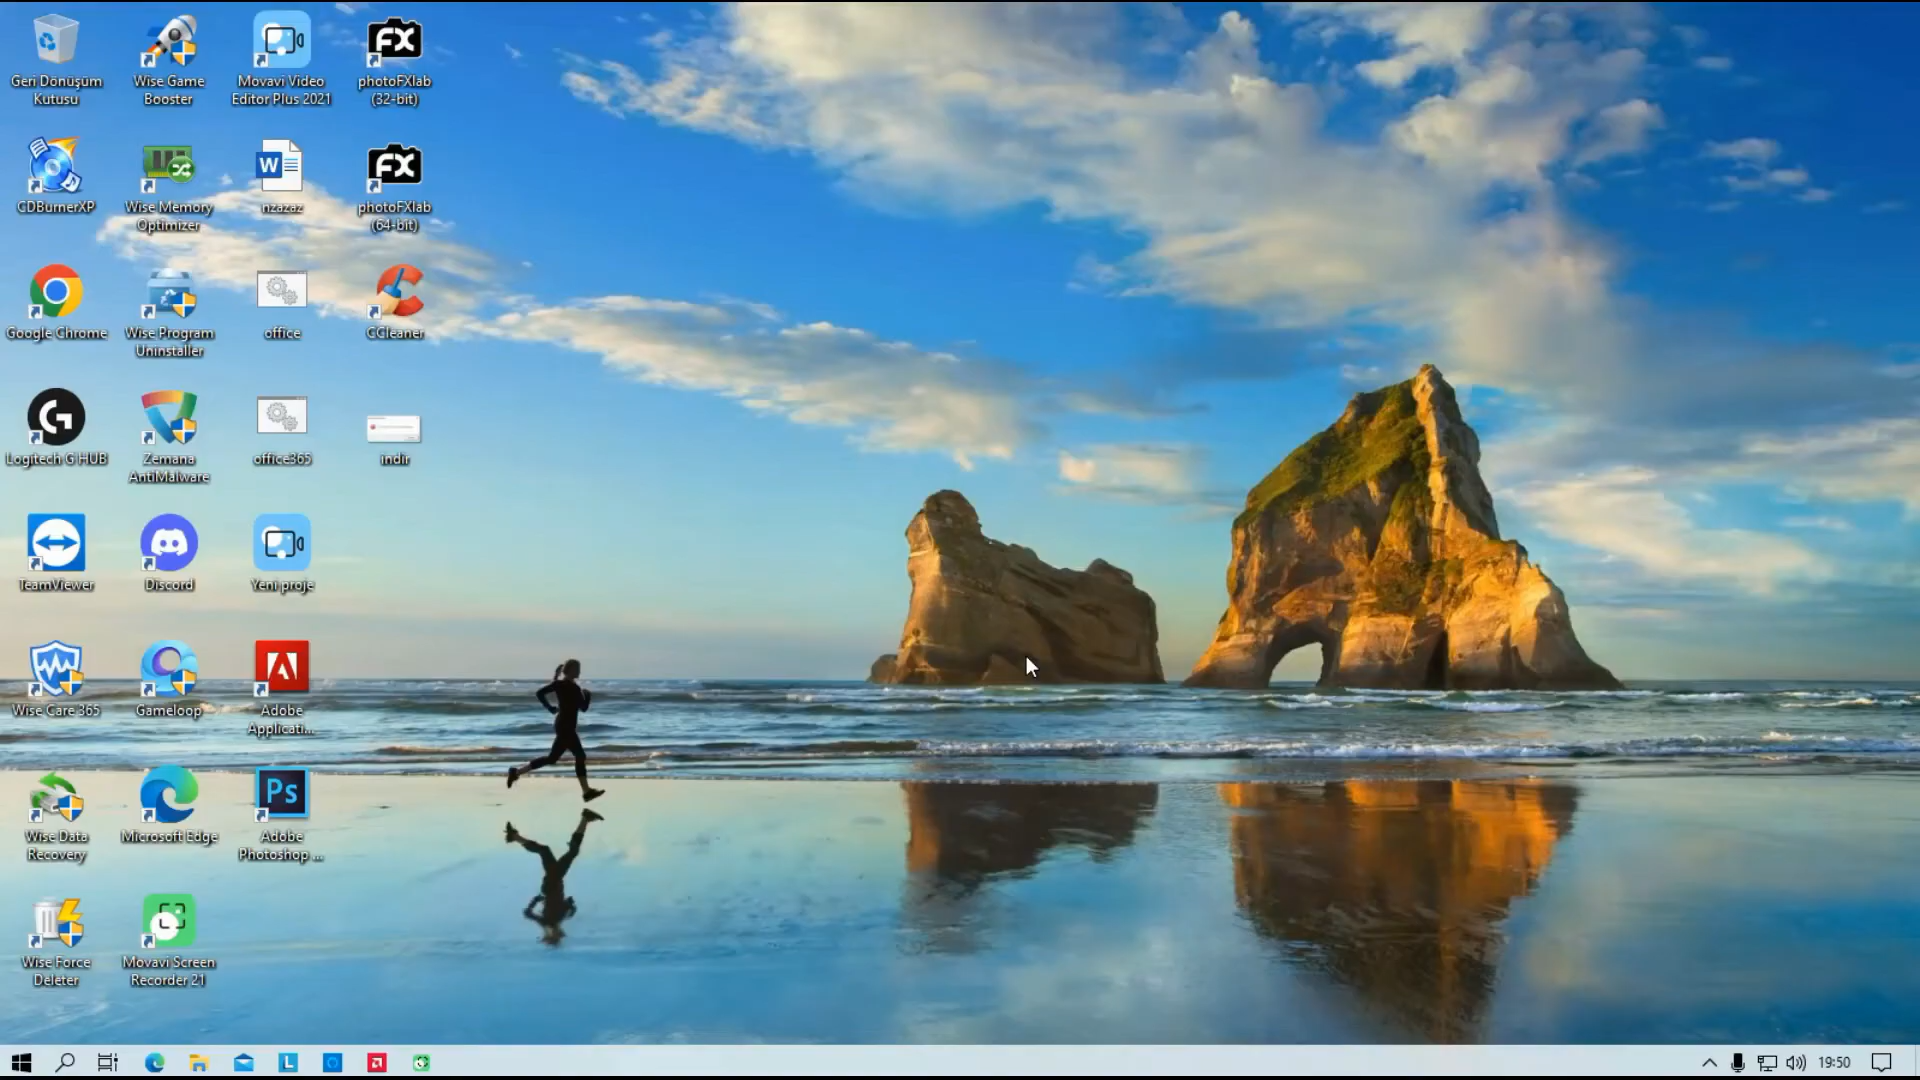 Geri Dönüşüm
Kutusu
Wise Game
Booster
Movavi Video
Editor Plus 2021
FX
photoFXlab
(32-bit)
CDBurnerXP
Wise Memory
Optimizer
W
nzazaz
FX
photoFXlab
(64-bit)
Google Chrome
Wise Program
Uninstaller
office
CCleaner
Logitech G HUB
Zemana
AntiMalware
office365
indir
TeamViewer
Discord
Yeni proje
Wise Care 365
Gameloop
Adobe
Applicati...
Wise Data
Recovery
Microsoft Edge
Ps
Adobe
Photoshop ...
Wise Force
Deleter
Movavi Screen
Recorder 21
L
19:50